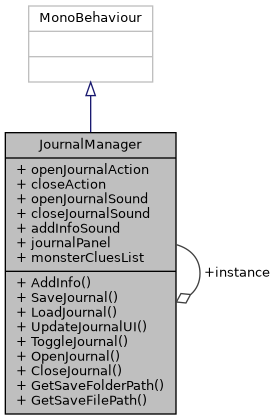 MonoBehaviour
JournalManager
+ openJournalAction
+ closeAction
+ openJournalSound
+ closeJournalSound
+ addInfoSound
+ journalPanel
+ monsterCluesList
+instance
+ AddInfo()
+ SaveJournal()
+ LoadJournal()
+ UpdateJournalUI()
+ ToggleJournal()
+ OpenJournal()
+ CloseJournal()
+ GetSaveFolderPath()
+ GetSaveFilePath()